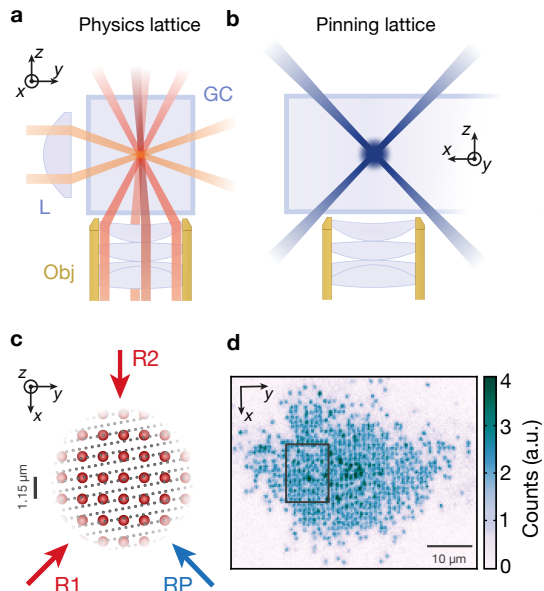 a
Physics lattice
b
Pinning lattice
z
y
x
GC
L
Obj
z
x
y
c
z
y
x
R2
1.15 µm
R1
RP
d
y
x
10 µm
4
3
2
1
0
Counts (a.u.)